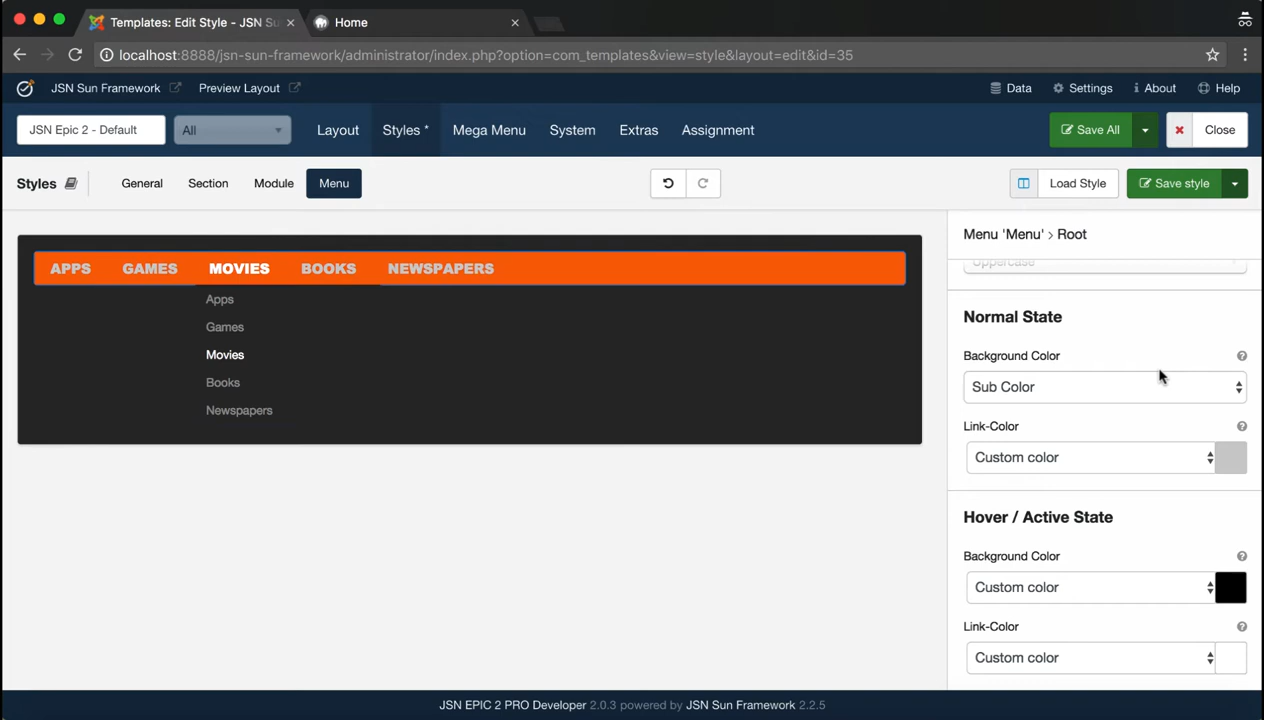 Templates: Edit Style - JSN Su
Home
localhost:8888/jsn-sun-framework/administrator/index.php?option=com_templates&view=style&layout=edit&id=35
JSN Sun Framework
Preview Layout
Data
Settings
About
Help
JSN Epic 2 - Default
All
Layout
Styles *
Mega Menu
System
Extras
Assignment
Save All
Close
Styles
General
Section
Module
Menu
Load Style
Save style
APPS
GAMES
MOVIES
BOOKS
NEWSPAPERS
Apps
Games
Movies
Books
Newspapers
Menu 'Menu' > Root
Uppercase
Normal State
Background Color
Sub Color
Link-Color
Custom color
Hover / Active State
Background Color
Custom color
Link-Color
Custom color
JSN EPIC 2 PRO Developer 2.0.3 powered by JSN Sun Framework 2.2.5